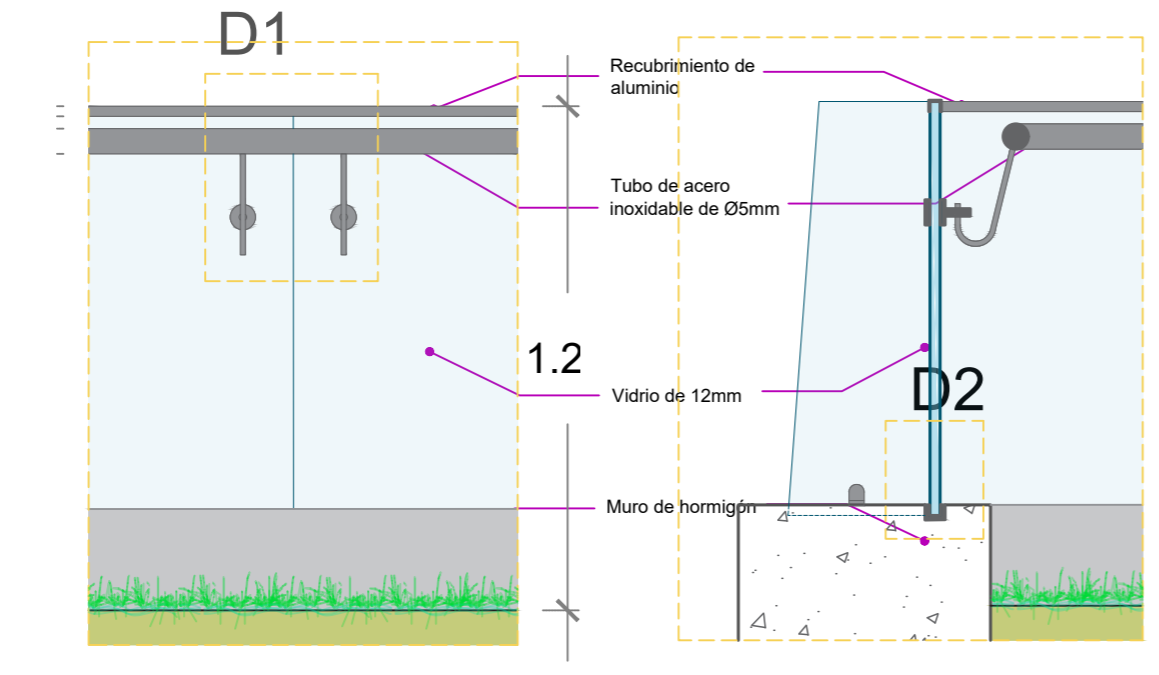 D1
Recubrimiento de
aluminio
Tubo de acero
inoxidable de Ø5mm
1.2
Vidrio de 12mm
D2
Muro de hormigón